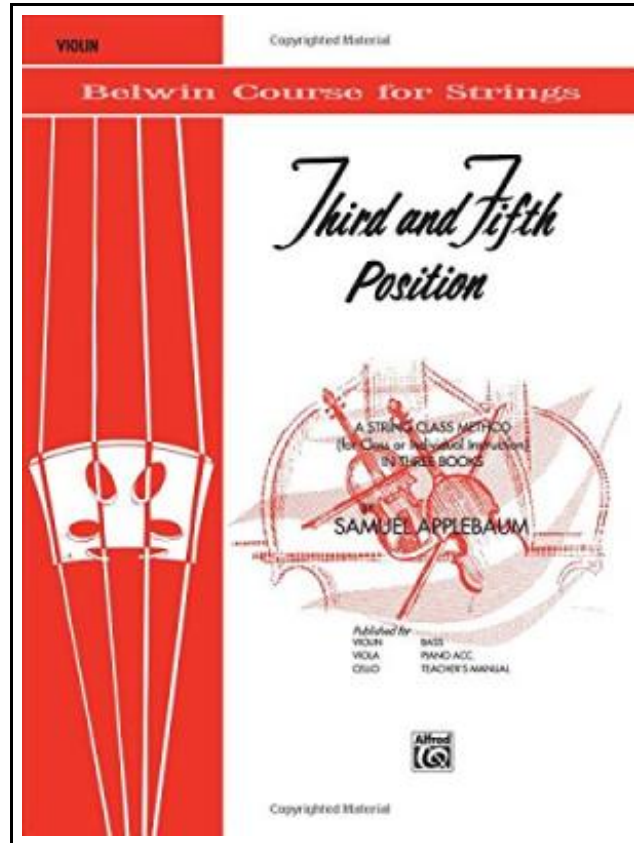 VIOLIN
Copyrighted Material
Belwin Course for Strings
Third and Fifth
Position
A STRING CLASS METHOD
(for Class or Individual Instruction)
IN THREE BOOKS
BY
SAMUEL APPLEBAUM
Published for
VIOLIN BASS
VIOLA PIANO ACC.
CELLO TEACHER'S MANUAL
Alfred
Copyrighted Material